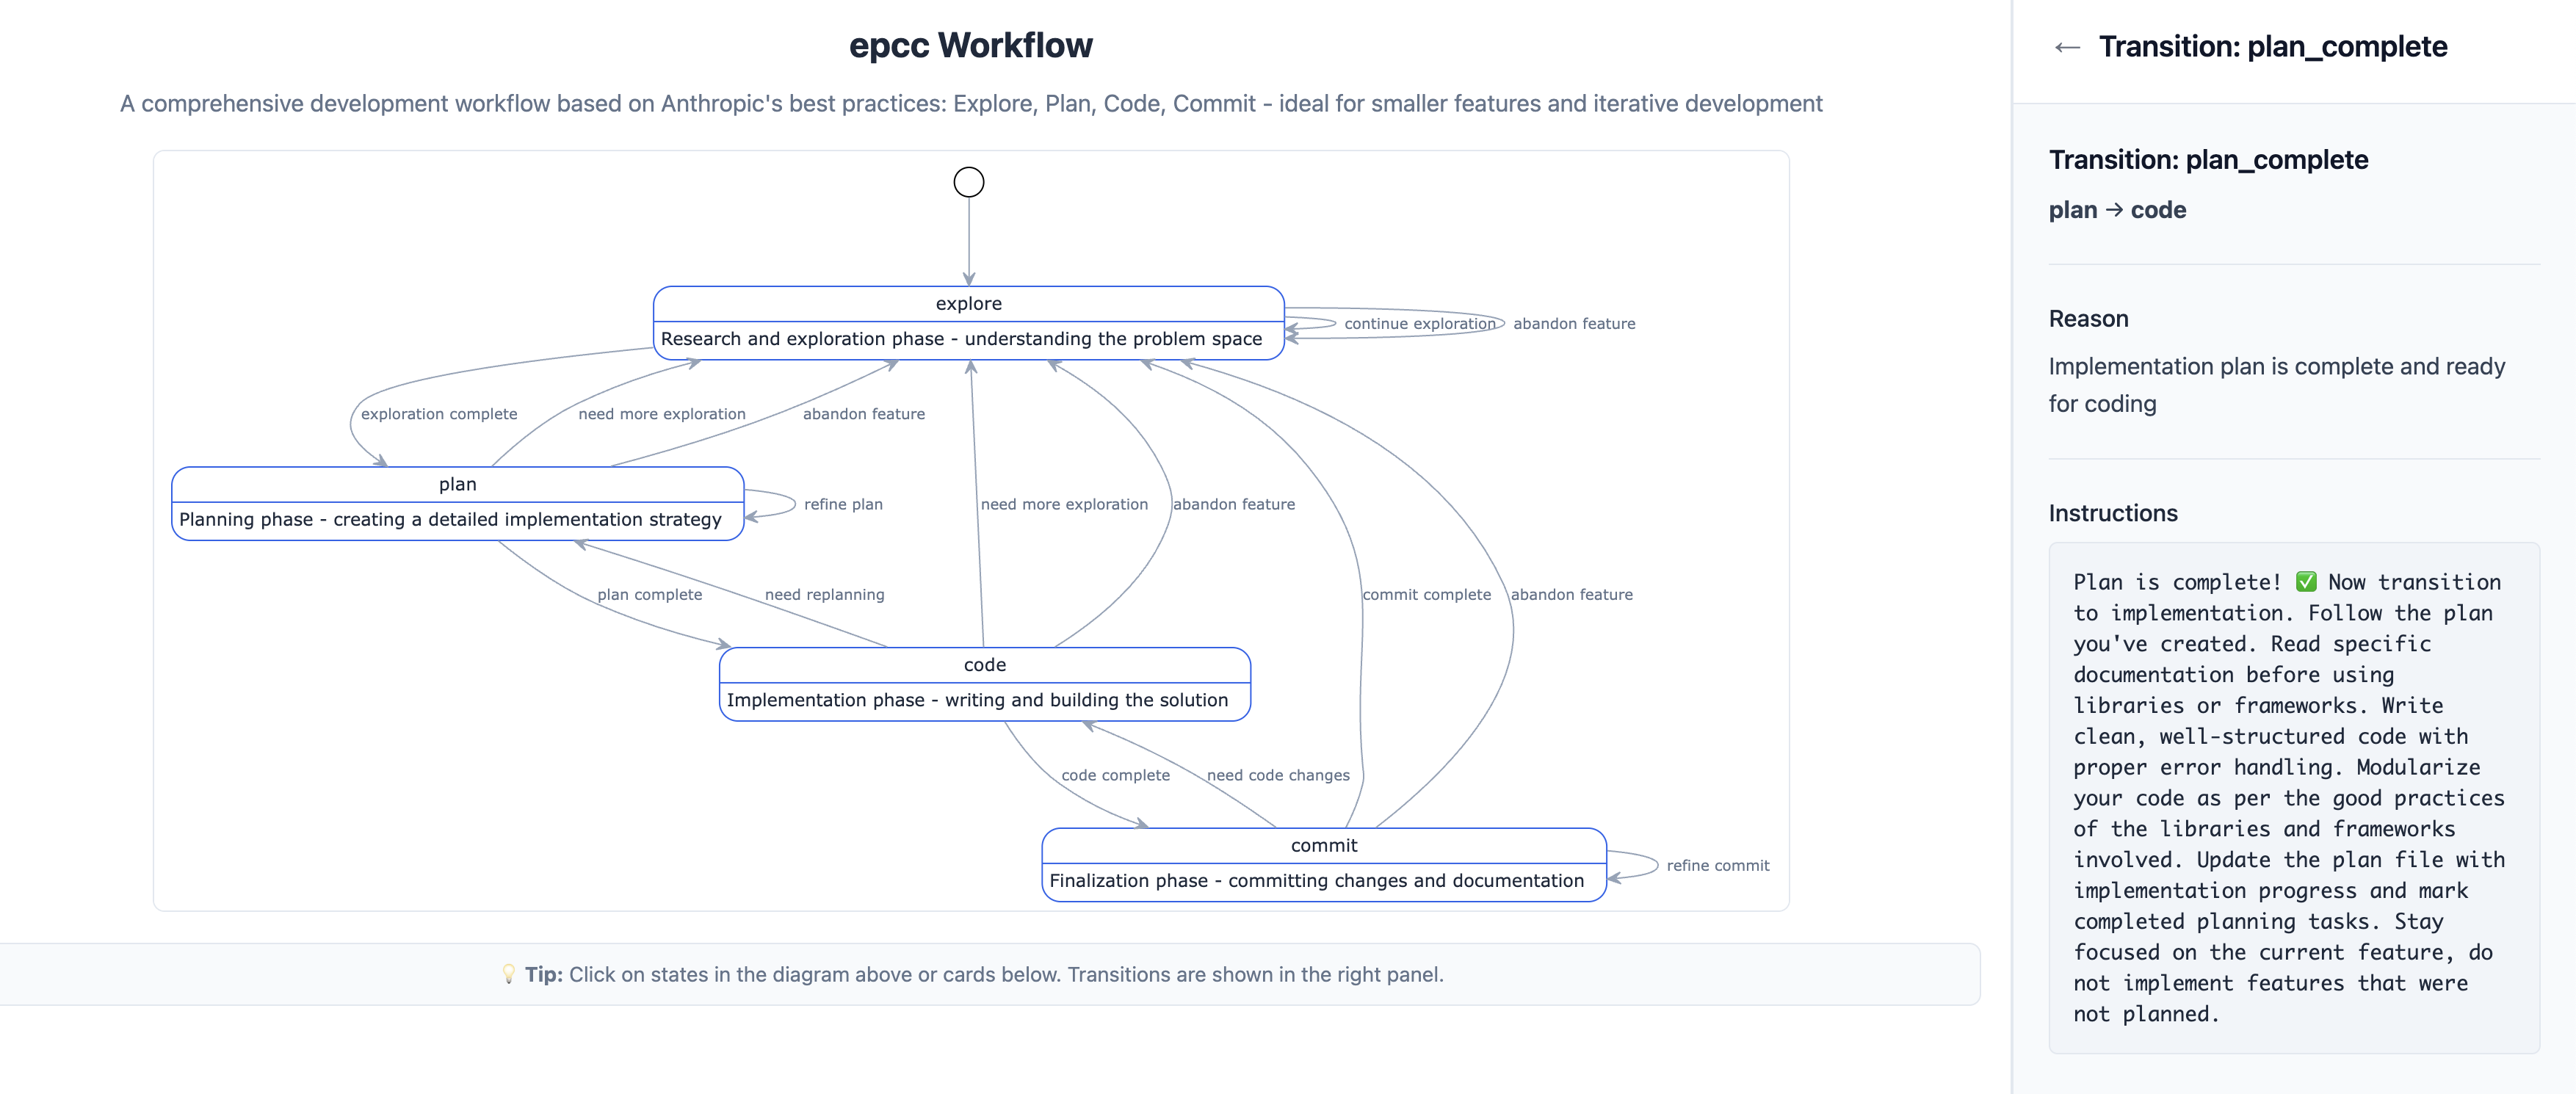 epcc Workflow
A comprehensive development workflow based on Anthropic's best practices: Explore, Plan, Code, Commit - ideal for smaller features and iterative development
explore
Research and exploration phase - understanding the problem space
continue exploration
abandon feature
exploration complete
need more exploration
abandon feature
plan
Planning phase - creating a detailed implementation strategy
refine plan
need more exploration
abandon feature
plan complete
need replanning
commit complete
abandon feature
code
Implementation phase - writing and building the solution
code complete
need code changes
commit
Finalization phase - committing changes and documentation
refine commit
💡 Tip: Click on states in the diagram above or cards below. Transitions are shown in the right panel.
← Transition: plan_complete
Transition: plan_complete
plan → code
Reason
Implementation plan is complete and ready
for coding
Instructions
Plan is complete! ✅ Now transition
to implementation. Follow the plan
you've created. Read specific
documentation before using
libraries or frameworks. Write
clean, well-structured code with
proper error handling. Modularize
your code as per the good practices
of the libraries and frameworks
involved. Update the plan file with
implementation progress and mark
completed planning tasks. Stay
focused on the current feature, do
not implement features that were
not planned.